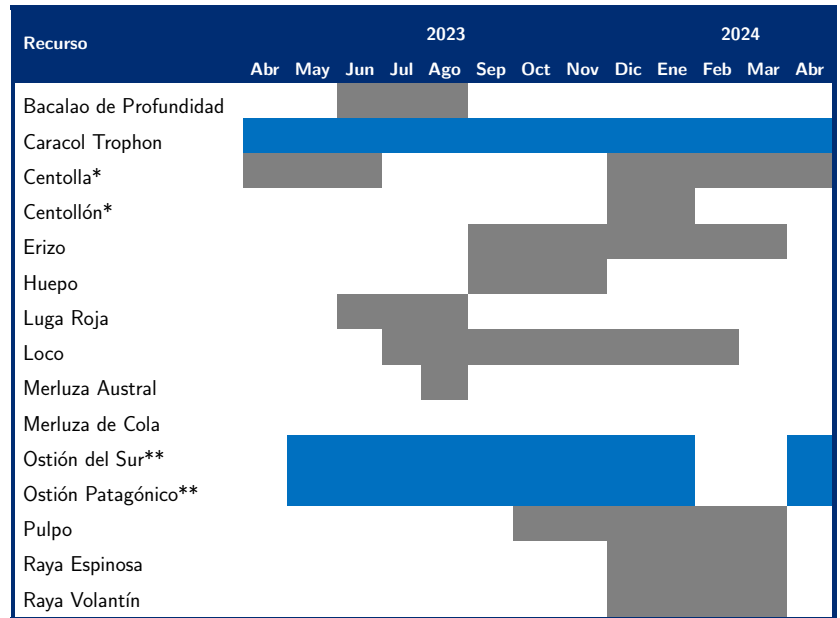 Recurso 2023 2024
Abr May Jun Jul Ago Sep Oct Nov Dic Ene Feb Mar Abr
Bacalao de Profundidad
Caracol Trophon
Centolla*
Centollón*
Erizo
Huepo
Luga Roja
Loco
Merluza Austral
Merluza de Cola
Ostión del Sur**
Ostión Patagónico**
Pulpo
Raya Espinosa
Raya Volantín